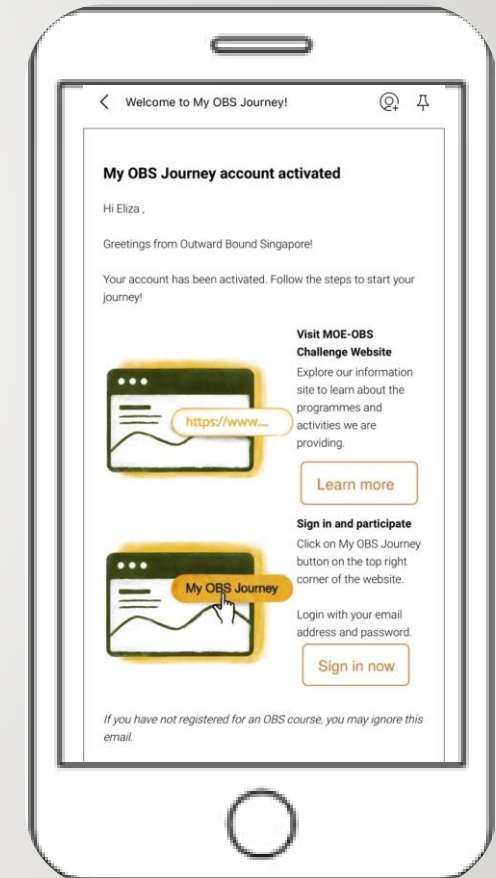 Welcome to My OBS Journey!
My OBS Journey account activated
Hi Eliza ,
Greetings from Outward Bound Singapore!
Your account has been activated. Follow the steps to start your
journey!
Visit MOE-OBS
Challenge Website
Explore our information
site to learn about the
programmes and
activities we are
providing.
https://www....
Learn more
Sign in and participate
Click on My OBS Journey
button on the top right
corner of the website.
My OBS Journey
Login with your email
address and password.
Sign in now
If you have not registered for an OBS course, you may ignore this
email.